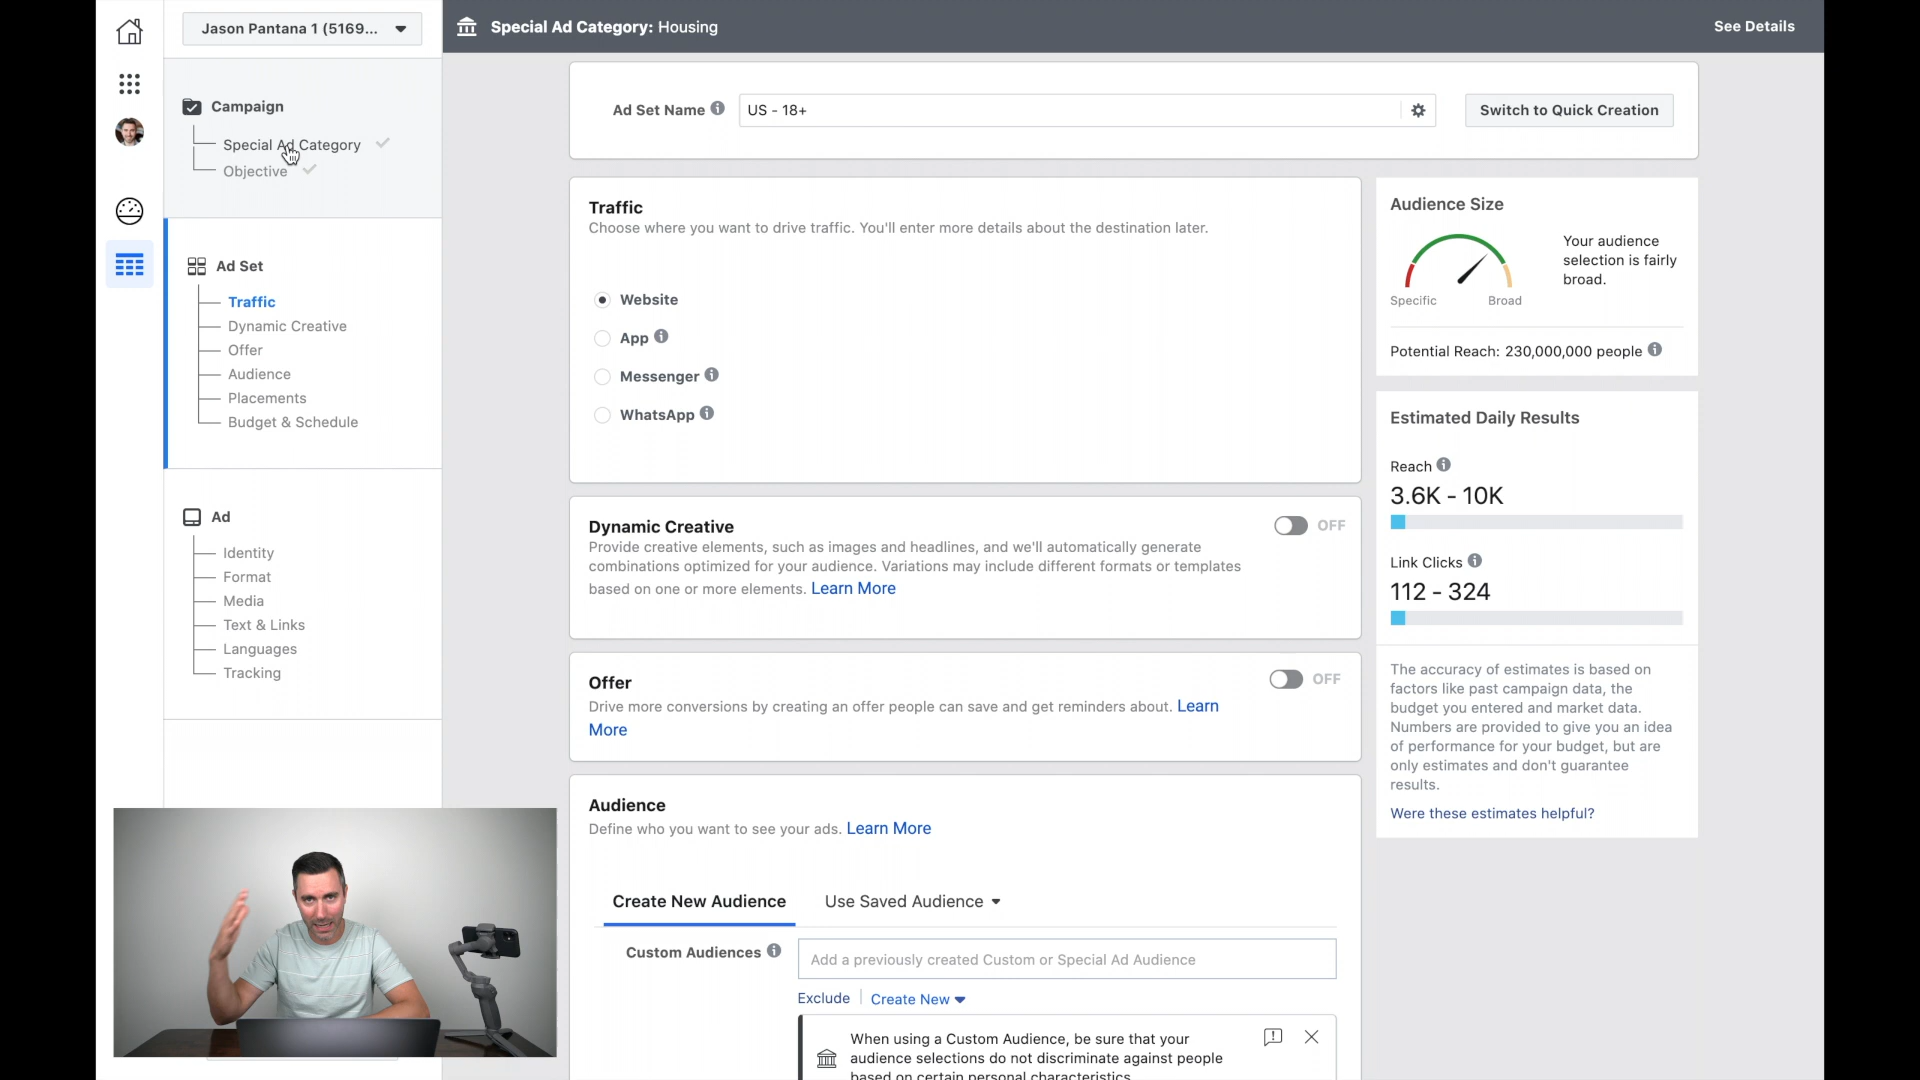 Jason Pantana 1 (5169...
Special Ad Category: Housing
See Details
Campaign
Special Ad Category
Objective
Ad Set
Traffic
Dynamic Creative
Offer
Audience
Placements
Budget & Schedule
Ad
Identity
Format
Media
Text & Links
Languages
Tracking
Ad Set Name
US - 18+
Switch to Quick Creation
Traffic
Choose where you want to drive traffic. You'll enter more details about the destination later.
Website
App
Messenger
WhatsApp
Dynamic Creative
OFF
Provide creative elements, such as images and headlines, and we'll automatically generate
combinations optimized for your audience. Variations may include different formats or templates
based on one or more elements. Learn More
Offer
OFF
Drive more conversions by creating an offer people can save and get reminders about. Learn
More
Audience
Define who you want to see your ads. Learn More
Create New Audience
Use Saved Audience
Custom Audiences
Add a previously created Custom or Special Ad Audience
Exclude
Create New
When using a Custom Audience, be sure that your
audience selections do not discriminate against people
based on certain personal characteristics.
Audience Size
Your audience
selection is fairly
broad.
Specific
Broad
Potential Reach: 230,000,000 people
Estimated Daily Results
Reach
3.6K - 10K
Link Clicks
112 - 324
The accuracy of estimates is based on
factors like past campaign data, the
budget you entered and market data.
Numbers are provided to give you an idea
of performance for your budget, but are
only estimates and don't guarantee
results.
Were these estimates helpful?